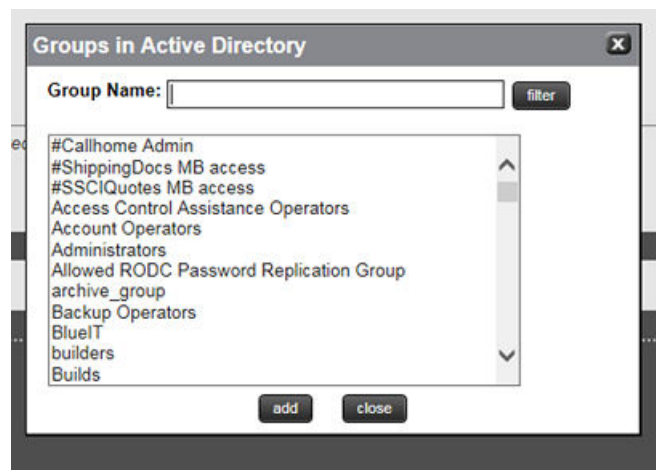 Groups in Active Directory
x
Group Name:
filter
#Callhome Admin
#ShippingDocs MB access
#SSCIQuotes MB access
Access Control Assistance Operators
Account Operators
Administrators
Allowed RODC Password Replication Group
archive_group
Backup Operators
BlueIT
builders
Builds
add close